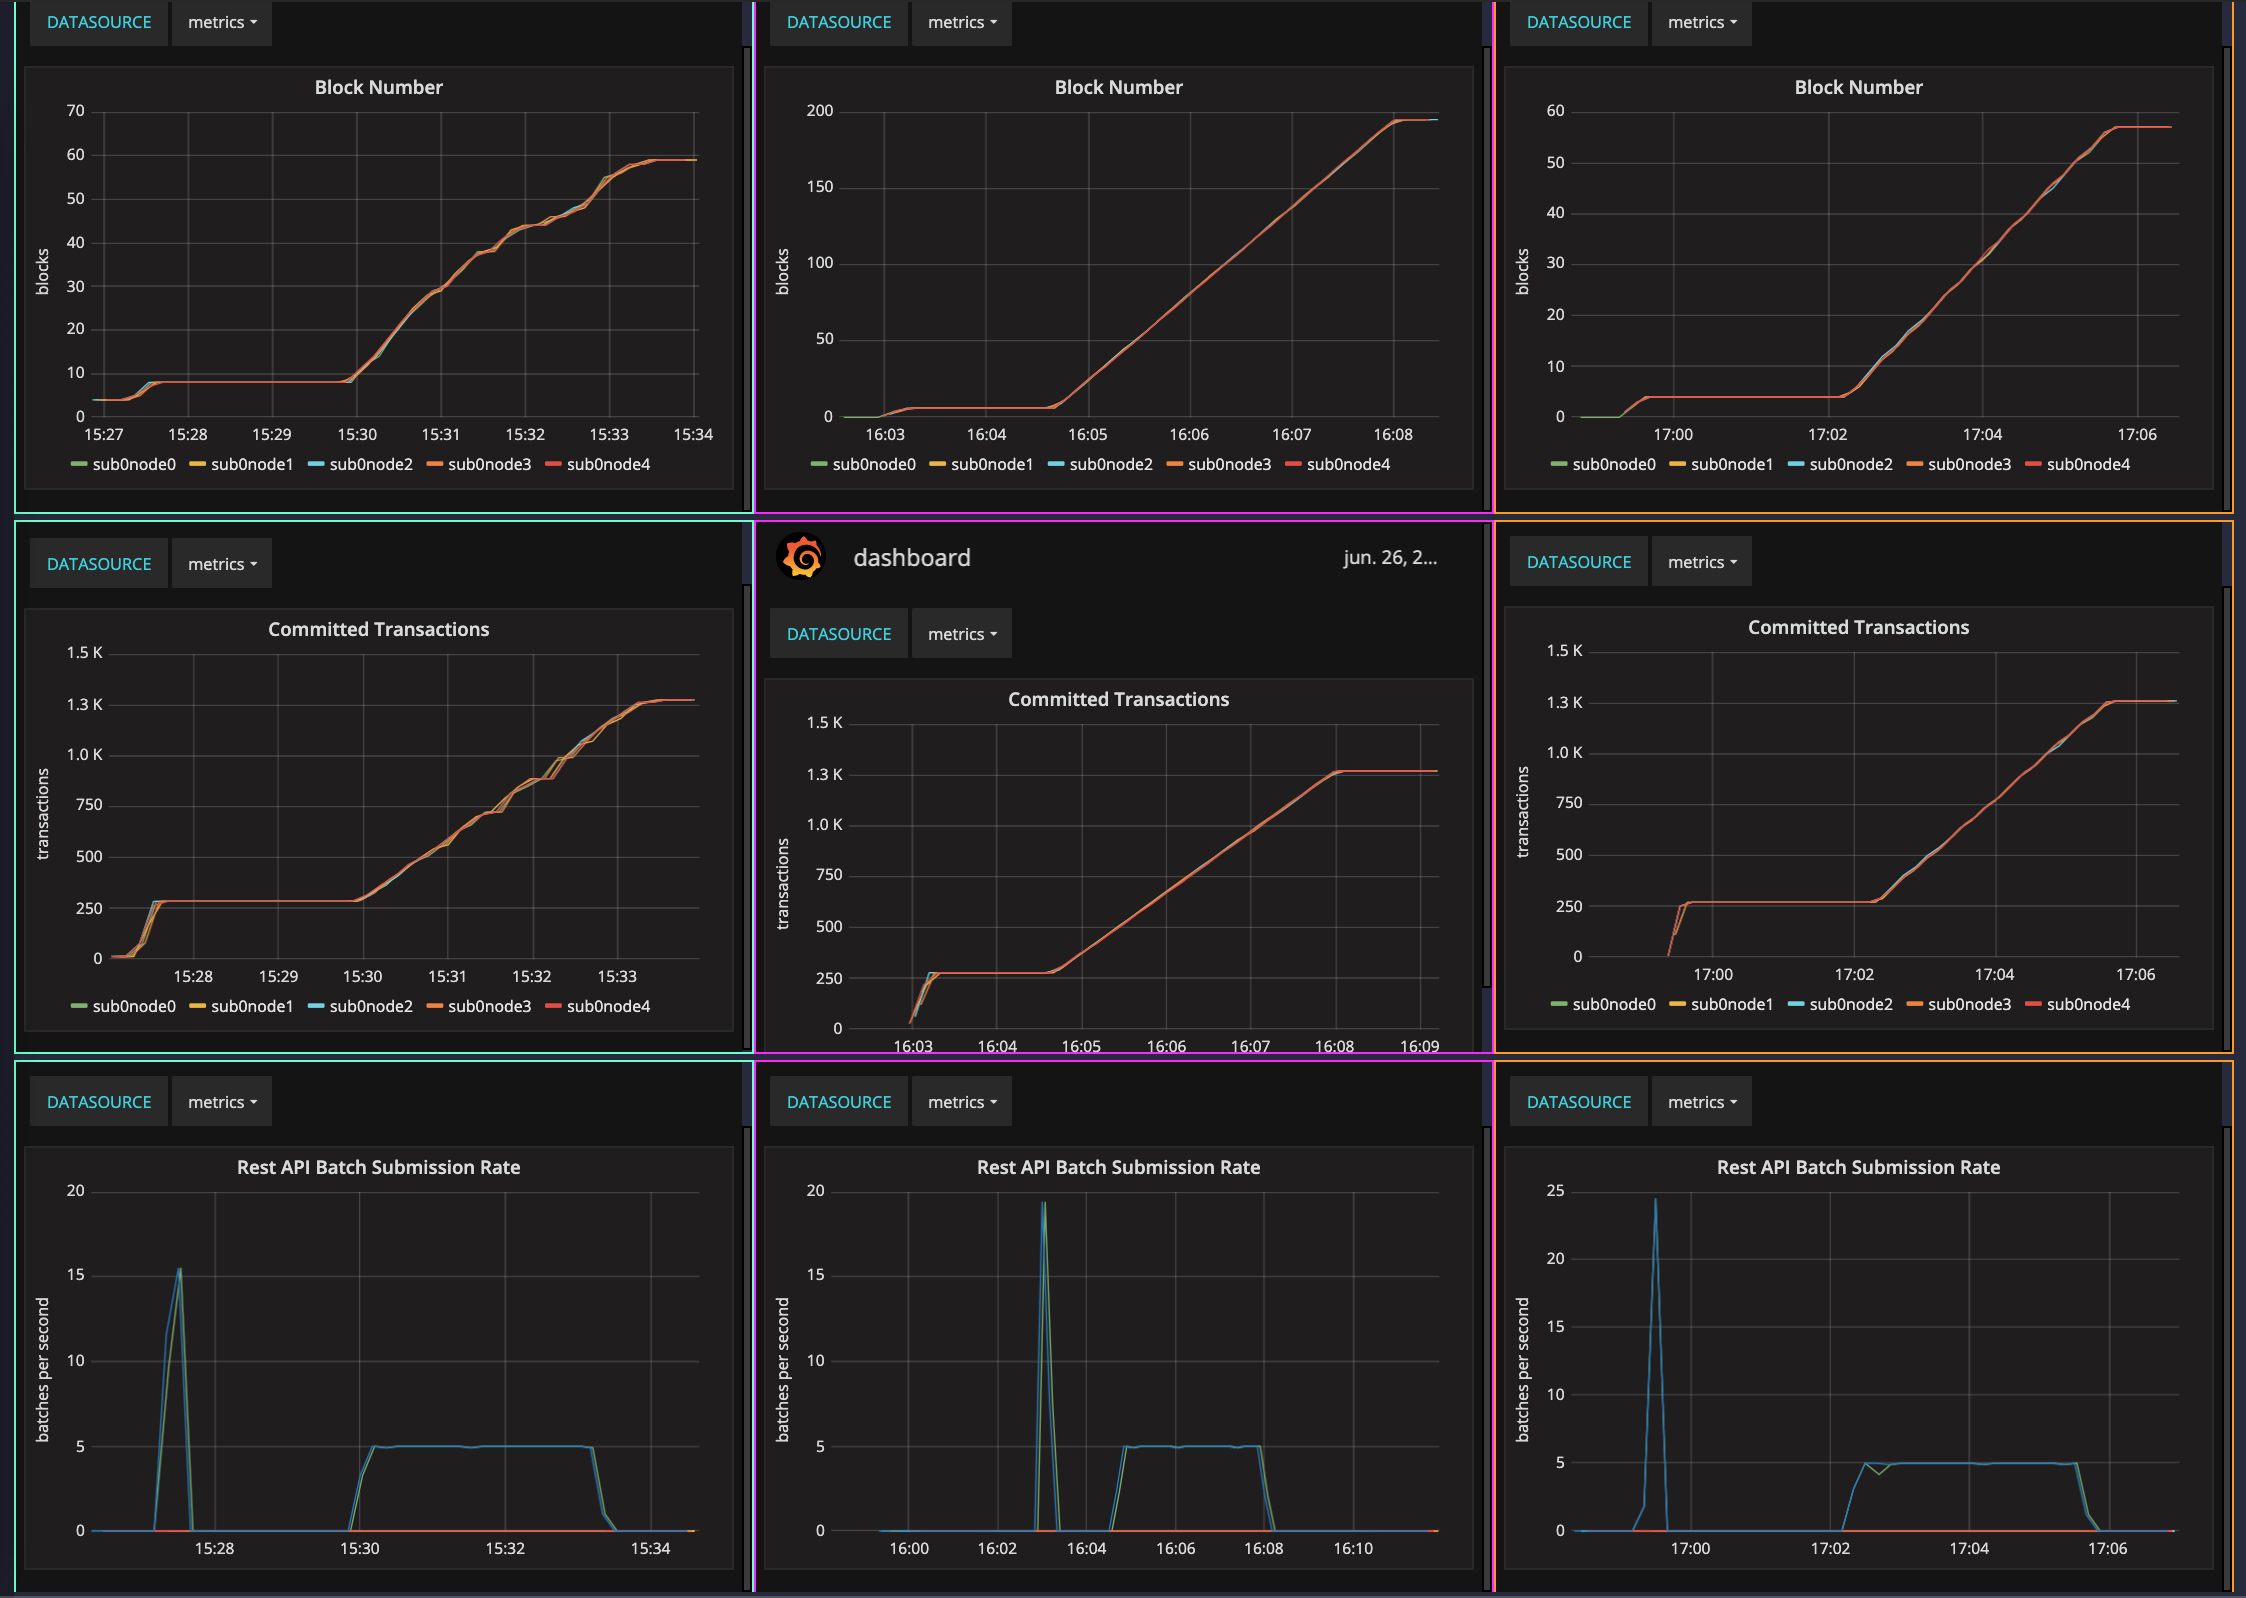 DATASOURCE metrics
Block Number
70
60
50
40
30
20
10
0
blocks
15:27 15:28 15:29 15:30 15:31 15:32 15:33 15:34
sub0node0 sub0node1 sub0node2 sub0node3 sub0node4
DATASOURCE metrics
Block Number
200
150
100
50
0
blocks
16:03 16:04 16:05 16:06 16:07 16:08
sub0node0 sub0node1 sub0node2 sub0node3 sub0node4
DATASOURCE metrics
Block Number
60
50
40
30
20
10
0
blocks
17:00 17:02 17:04 17:06
sub0node0 sub0node1 sub0node2 sub0node3 sub0node4
DATASOURCE metrics
Committed Transactions
1.5 K
1.3 K
1.0 K
750
500
250
0
transactions
15:28 15:29 15:30 15:31 15:32 15:33
sub0node0 sub0node1 sub0node2 sub0node3 sub0node4
dashboard jun. 26, 2...
DATASOURCE metrics
Committed Transactions
1.5 K
1.3 K
1.0 K
750
500
250
0
transactions
16:03 16:04 16:05 16:06 16:07 16:08 16:09
DATASOURCE metrics
Committed Transactions
1.5 K
1.3 K
1.0 K
750
500
250
0
transactions
17:00 17:02 17:04 17:06
sub0node0 sub0node1 sub0node2 sub0node3 sub0node4
DATASOURCE metrics
Rest API Batch Submission Rate
20
15
10
5
0
batches per second
15:28 15:30 15:32 15:34
DATASOURCE metrics
Rest API Batch Submission Rate
20
15
10
5
0
batches per second
16:00 16:02 16:04 16:06 16:08 16:10
DATASOURCE metrics
Rest API Batch Submission Rate
25
20
15
10
5
0
batches per second
17:00 17:02 17:04 17:06